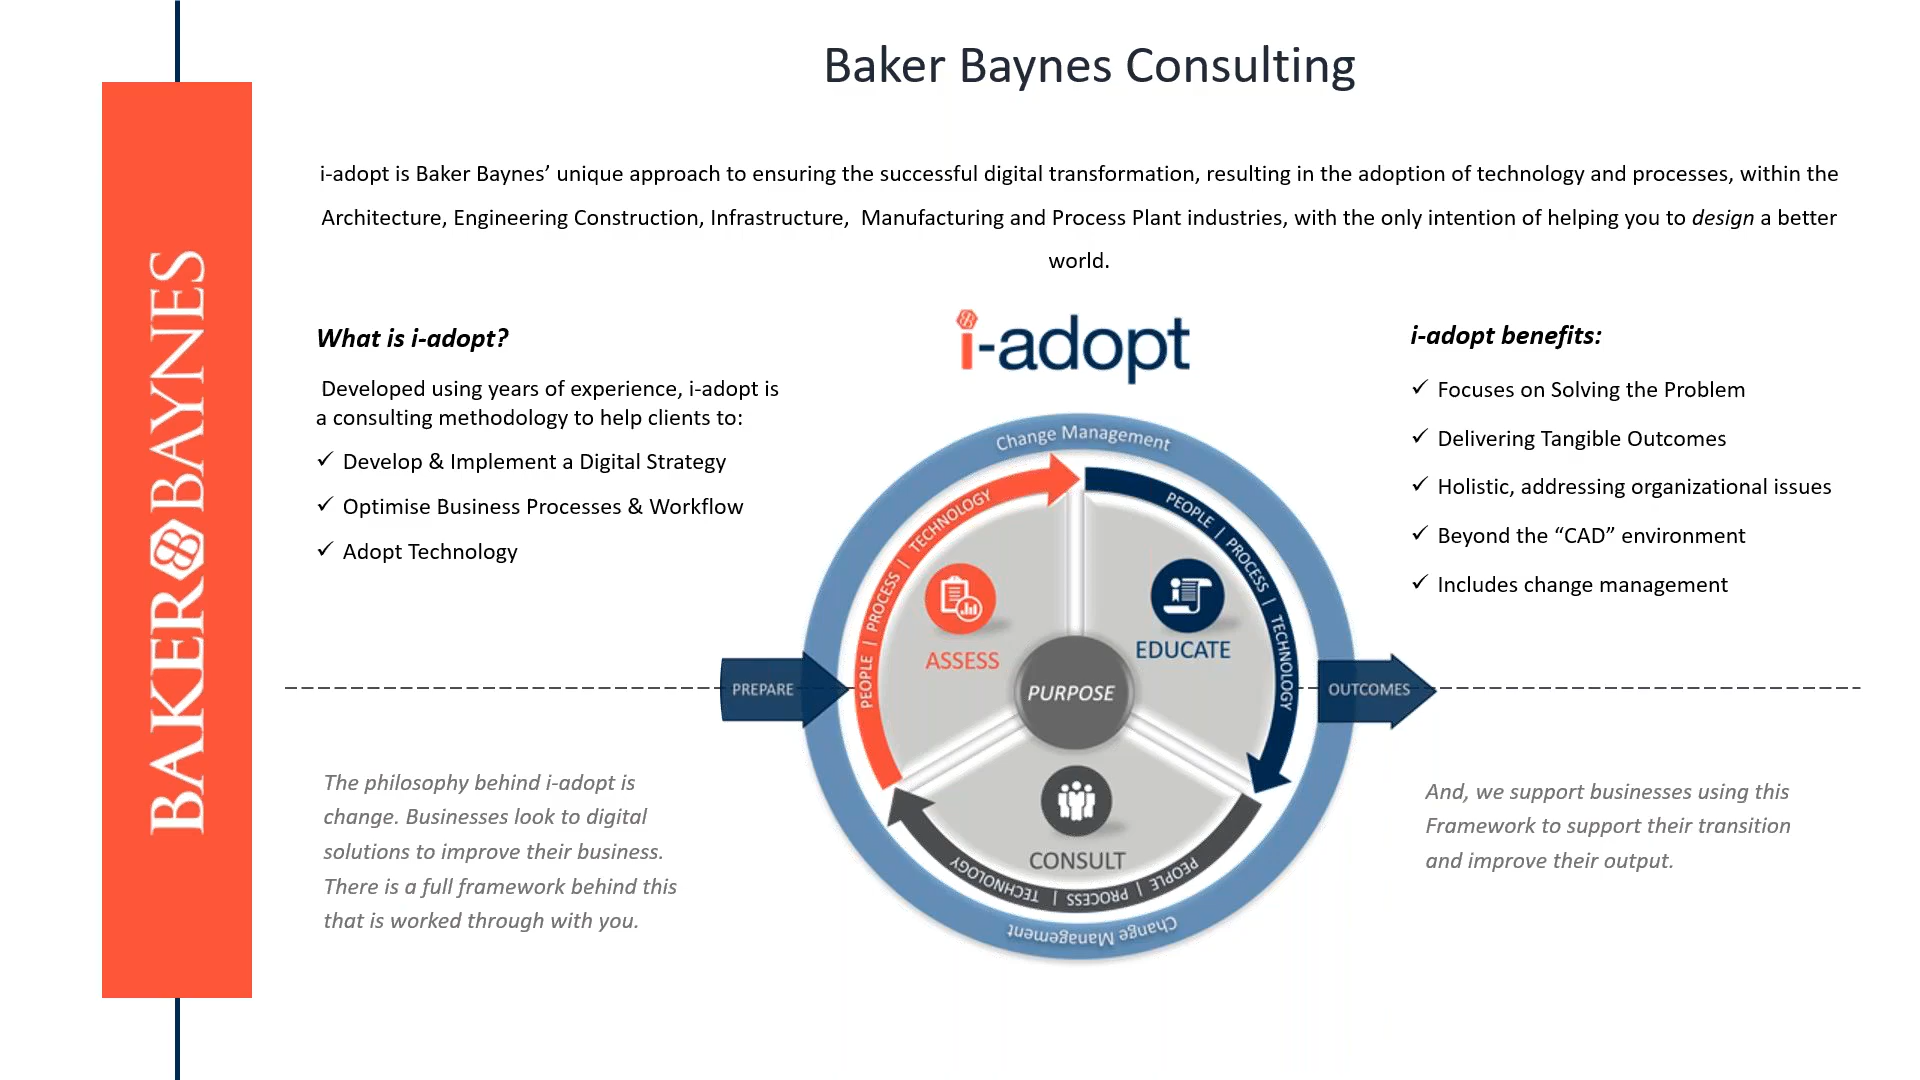 Baker Baynes Consulting
i-adopt is Baker Baynes’ unique approach to ensuring the successful digital transformation, resulting in the adoption of technology and processes, within the
Architecture, Engineering Construction, Infrastructure,  Manufacturing and Process Plant industries, with the only intention of helping you to design a better
world.
BAKER BAYNES
What is i-adopt?
Developed using years of experience, i-adopt is
a consulting methodology to help clients to:
✓ Develop & Implement a Digital Strategy
✓ Optimise Business Processes & Workflow
✓ Adopt Technology
i-adopt
Change Management
PEOPLE | PROCESS | TECHNOLOGY
PEOPLE | PROCESS | TECHNOLOGY
ASSESS
EDUCATE
PREPARE
PURPOSE
OUTCOMES
CONSULT
PEOPLE | PROCESS | TECHNOLOGY
Change Management
i-adopt benefits:
✓ Focuses on Solving the Problem
✓ Delivering Tangible Outcomes
✓ Holistic, addressing organizational issues
✓ Beyond the “CAD” environment
✓ Includes change management
The philosophy behind i-adopt is
change. Businesses look to digital
solutions to improve their business.
There is a full framework behind this
that is worked through with you.
And, we support businesses using this
Framework to support their transition
and improve their output.